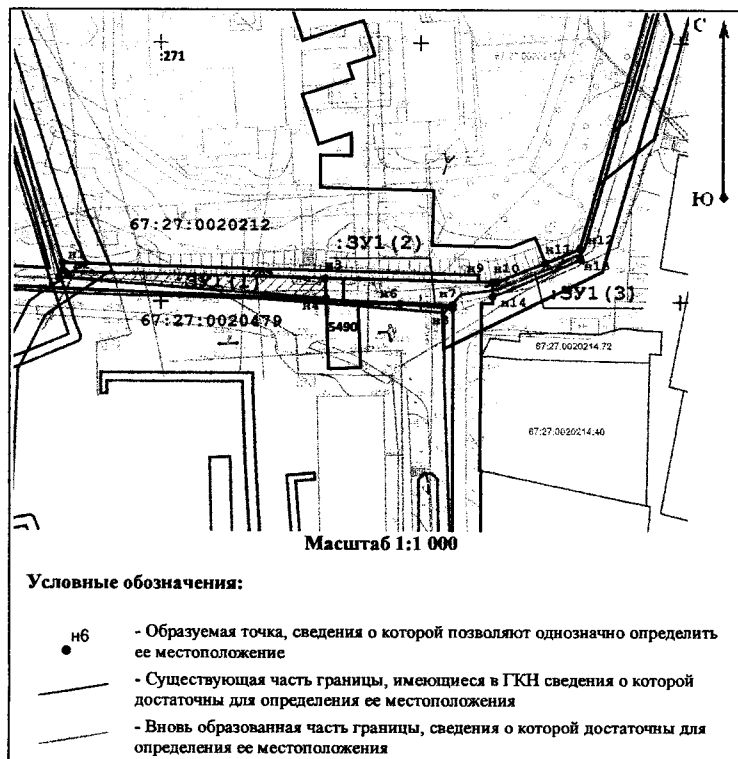 С
:271
Ю
67:27:0020212
:ЗУ1(2)
н1
н3
н9
н10
н11
н12
н13
:ЗУ1(1)
н4
н6
н7
н8
н14
:ЗУ1(3)
67:27:0020479
5490
67:27:0020214:72
67:27:0020214:40
Масштаб 1:1 000
Условные обозначения:
н6
- Образуемая точка, сведения о которой позволяют однозначно определить
ее местоположение
- Существующая часть границы, имеющиеся в ГКН сведения о которой
достаточны для определения ее местоположения
- Вновь образованная часть границы, сведения о которой достаточны для
определения ее местоположения